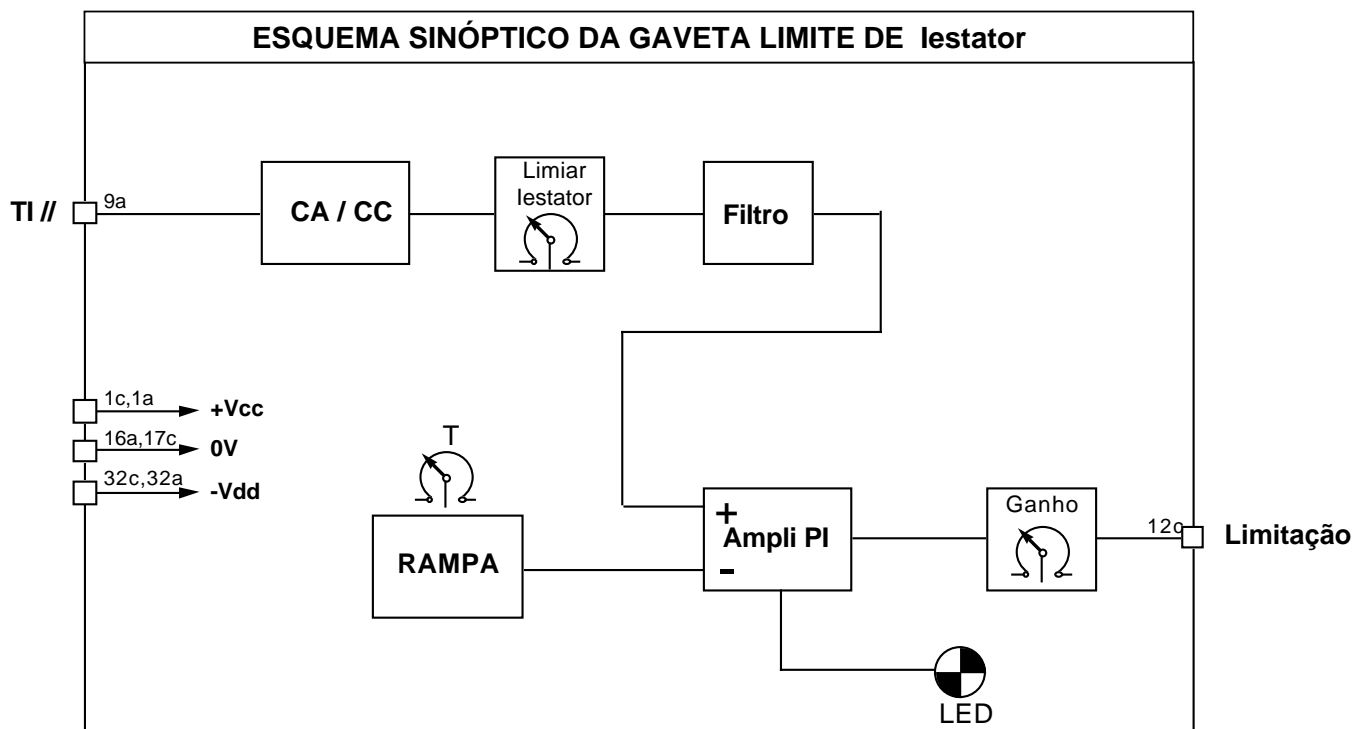 ESQUEMA SINÓPTICO DA GAVETA LIMITE DE Iestator
TI //
9a
CA / CC
Limiar
Iestator
Filtro
1c,1a
+Vcc
16a,17c
0V
32c,32a
-Vdd
T
RAMPA
+
Ampli PI
-
Ganho
12c
Limitação
LED